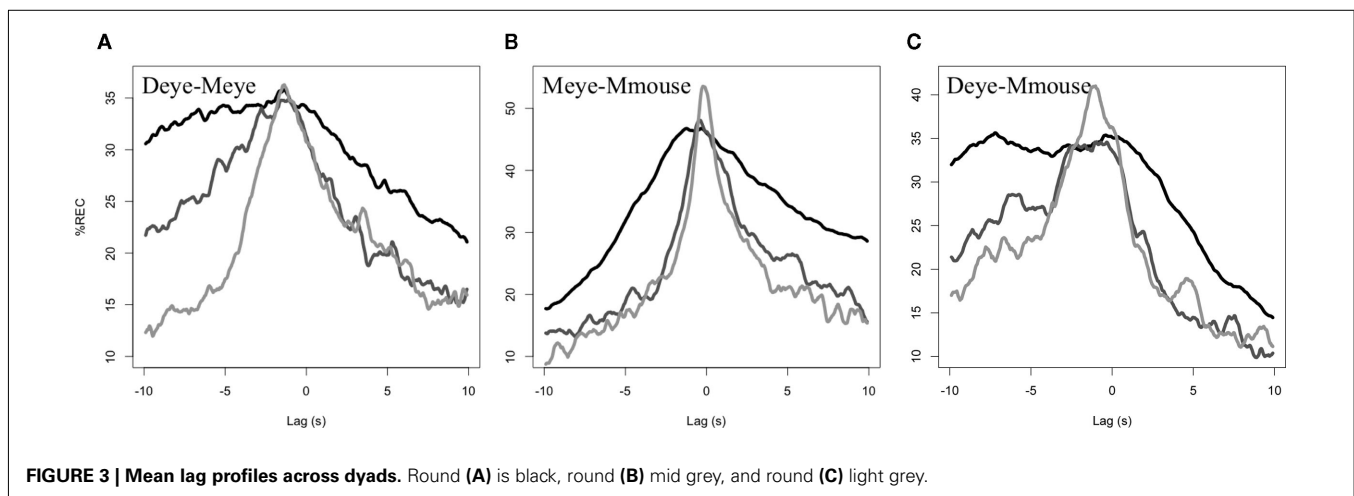 A
B
C
Deye-Meye
Meye-Mmouse
Deye-Mmouse
%REC
10 15 20 25 30 35
-10 -5 0 5 10
Lag (s)
10 20 30 40 50
-10 -5 0 5 10
Lag (s)
10 15 20 25 30 35 40
-10 -5 0 5 10
Lag (s)
FIGURE 3 | Mean lag profiles across dyads. Round (A) is black, round (B) mid grey, and round (C) light grey.